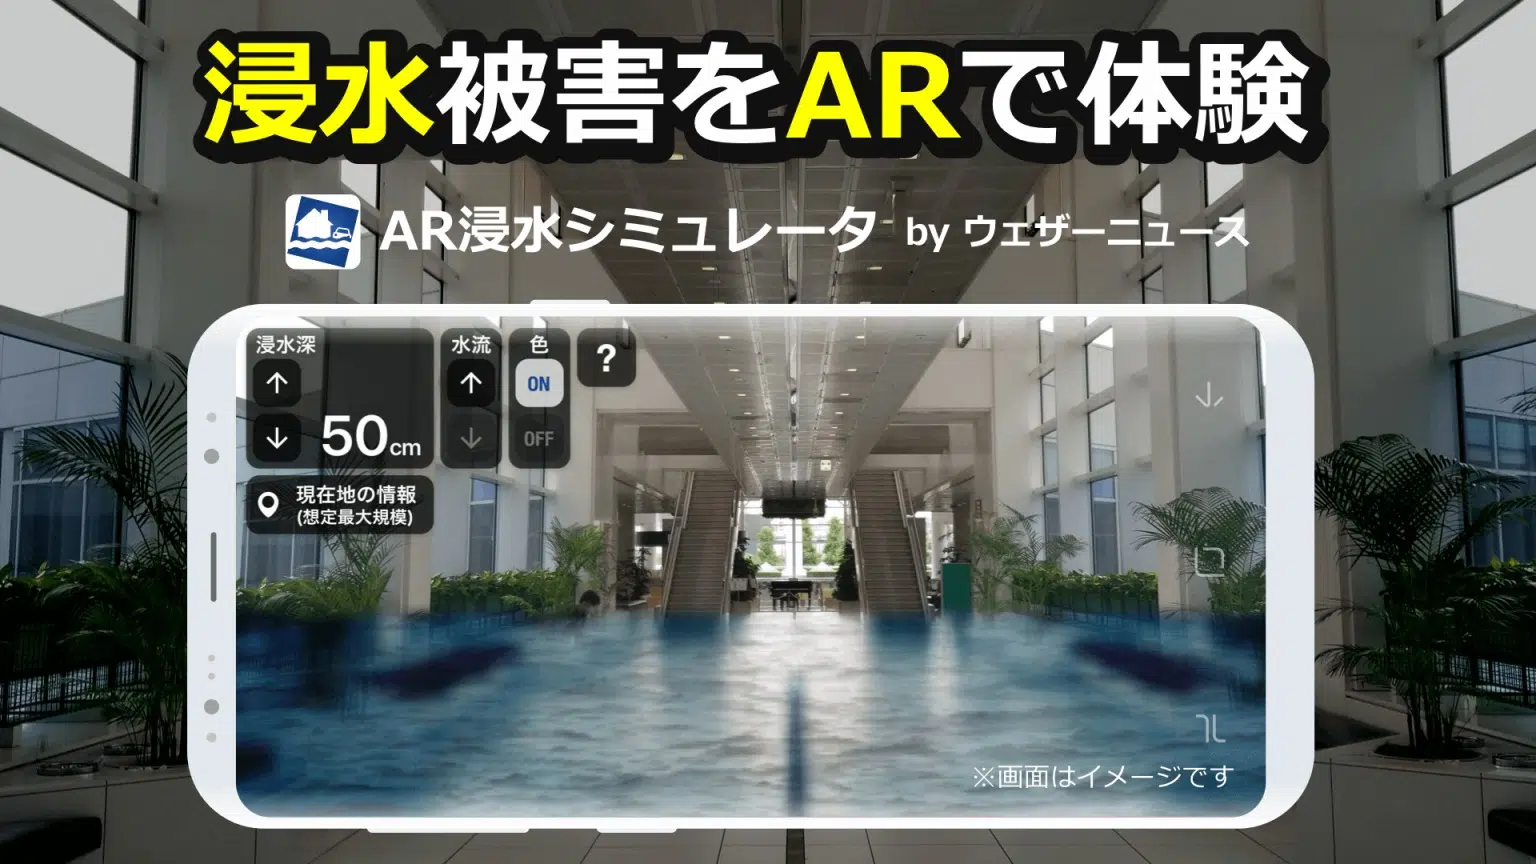 浸水被害をARで体験
AR浸水シミュレータ by ウェザーニュース
浸水深
水流
色
?
ON
50cm
OFF
現在地の情報
(想定最大規模)
※画面はイメージです